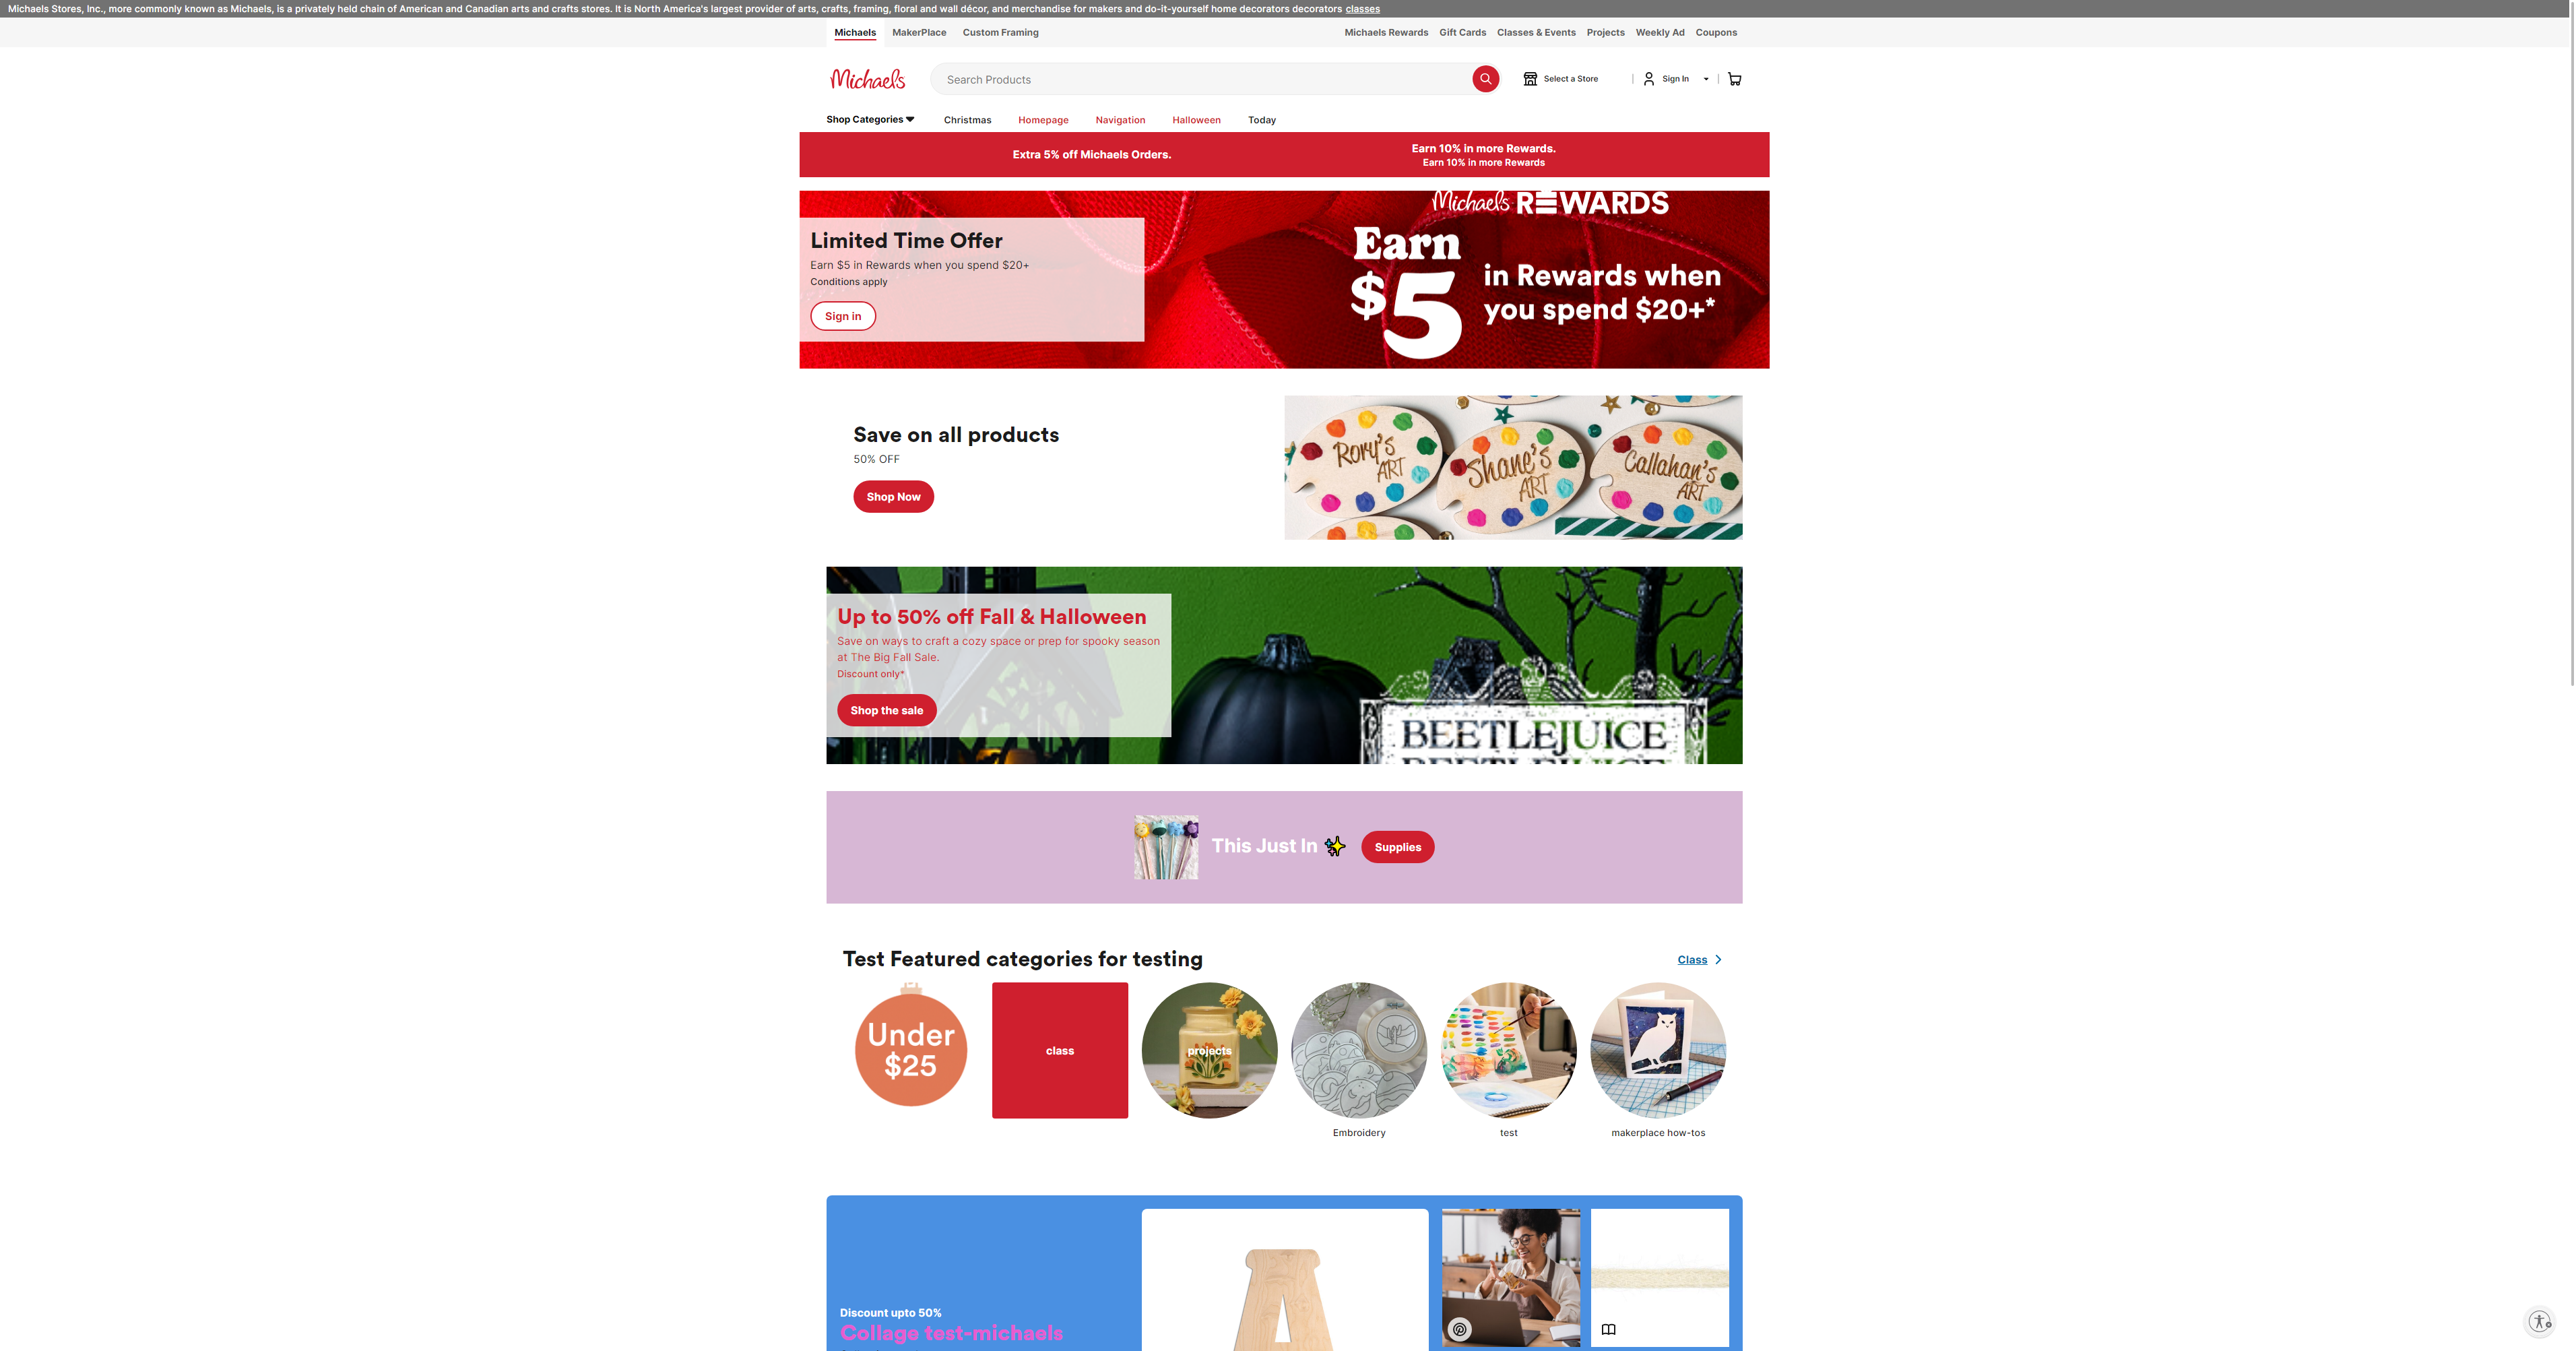 Michaels Stores, Inc., more commonly known as Michaels, is a privately held chain of American and Canadian arts and crafts stores. It is North America's largest provider of arts, crafts, framing, floral and wall décor, and merchandise for makers and do-it-yourself home decorators decorators classes
Michaels MakerPlace Custom Framing Michaels Rewards Gift Cards Classes & Events Projects Weekly Ad Coupons
Michaels Search Products Select a Store Sign In
Shop Categories Christmas Homepage Navigation Halloween Today
Extra 5% off Michaels Orders.
Earn 10% in more Rewards.
Earn 10% in more Rewards
Limited Time Offer
Earn $5 in Rewards when you spend $20+
Conditions apply
Sign in
Michaels REWARDS
Earn
$5
in Rewards when
you spend $20+*
Save on all products
50% OFF
Shop Now
Rory's
ART
Shane's
ART
Callahan's
ART
Up to 50% off Fall & Halloween
Save on ways to craft a cozy space or prep for spooky season
at The Big Fall Sale.
Discount only*
Shop the sale
BEETLEJUICE
BEETLEJUICE
This Just In ✨ Supplies
Test Featured categories for testing
Class
Under
$25
class
projects
Embroidery
test
makerplace how-tos
Discount upto 50%
Collage test-michaels